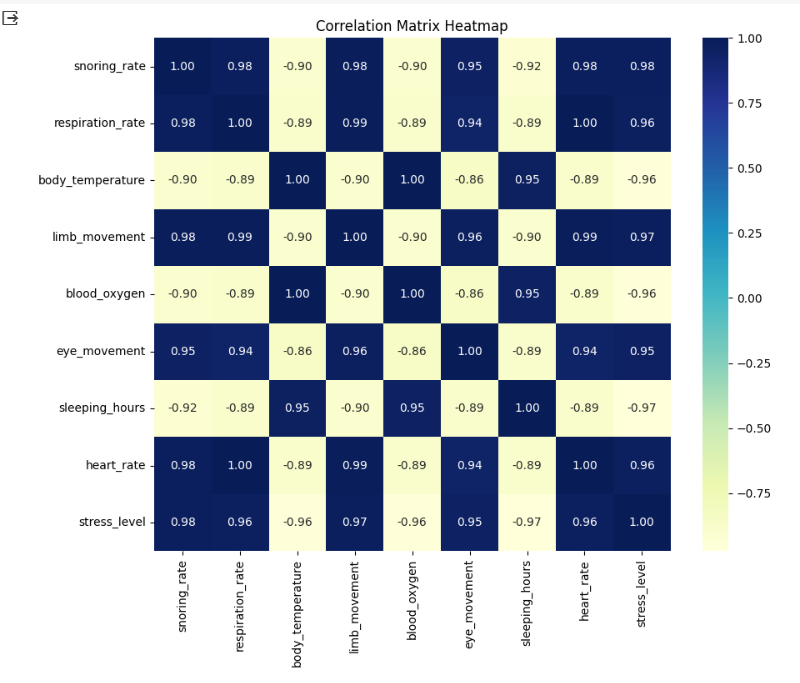 Correlation Matrix Heatmap
snoring_rate 1.00 0.98 -0.90 0.98 -0.90 0.95 -0.92 0.98 0.98
respiration_rate 0.98 1.00 -0.89 0.99 -0.89 0.94 -0.89 1.00 0.96
body_temperature -0.90 -0.89 1.00 -0.90 1.00 -0.86 0.95 -0.89 -0.96
limb_movement 0.98 0.99 -0.90 1.00 -0.90 0.96 -0.90 0.99 0.97
blood_oxygen -0.90 -0.89 1.00 -0.90 1.00 -0.86 0.95 -0.89 -0.96
eye_movement 0.95 0.94 -0.86 0.96 -0.86 1.00 -0.89 0.94 0.95
sleeping_hours -0.92 -0.89 0.95 -0.90 0.95 -0.89 1.00 -0.89 -0.97
heart_rate 0.98 1.00 -0.89 0.99 -0.89 0.94 -0.89 1.00 0.96
stress_level 0.98 0.96 -0.96 0.97 -0.96 0.95 -0.97 0.96 1.00
snoring_rate
respiration_rate
body_temperature
limb_movement
blood_oxygen
eye_movement
sleeping_hours
heart_rate
stress_level
1.00
0.75
0.50
0.25
0.00
−0.25
−0.50
−0.75